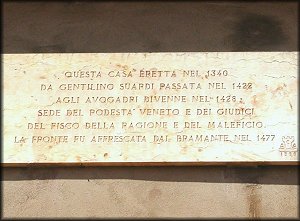 QUESTA CASA ERETTA NEL 1340
DA GENTILINO SUARDI PASSATA NEL 1422
AGLI AVOGADRI DIVENNE NEL 1428
SEDE DEL PODESTÀ VENETO E DEI GIUDICI
DEL FISCO DELLA RAGIONE E DEL MALEFICIO.
LA FRONTE FU AFFRESCATA DAL BRAMANTE NEL 1477